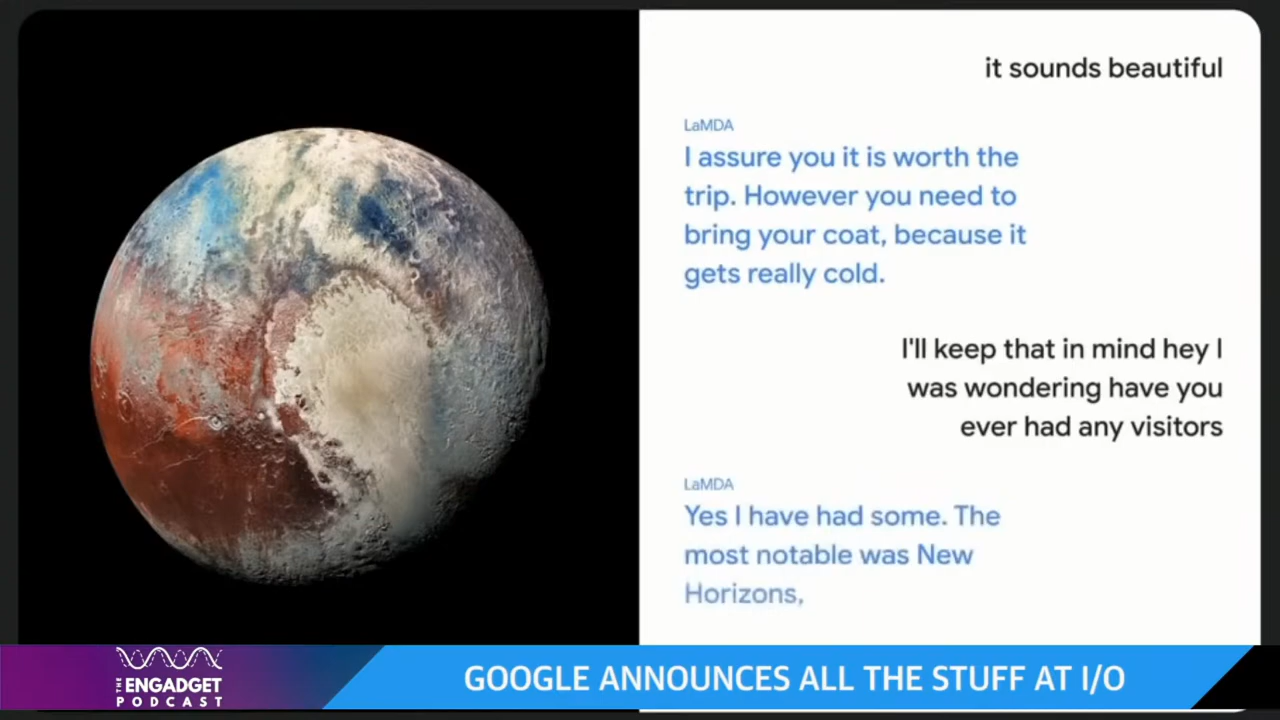 it sounds beautiful
LaMDA
I assure you it is worth the
trip. However you need to
bring your coat, because it
gets really cold.
I'll keep that in mind hey I
was wondering have you
ever had any visitors
LaMDA
Yes I have had some. The
most notable was New
Horizons,
THE
ENGADGET
PODCAST
GOOGLE ANNOUNCES ALL THE STUFF AT I/O